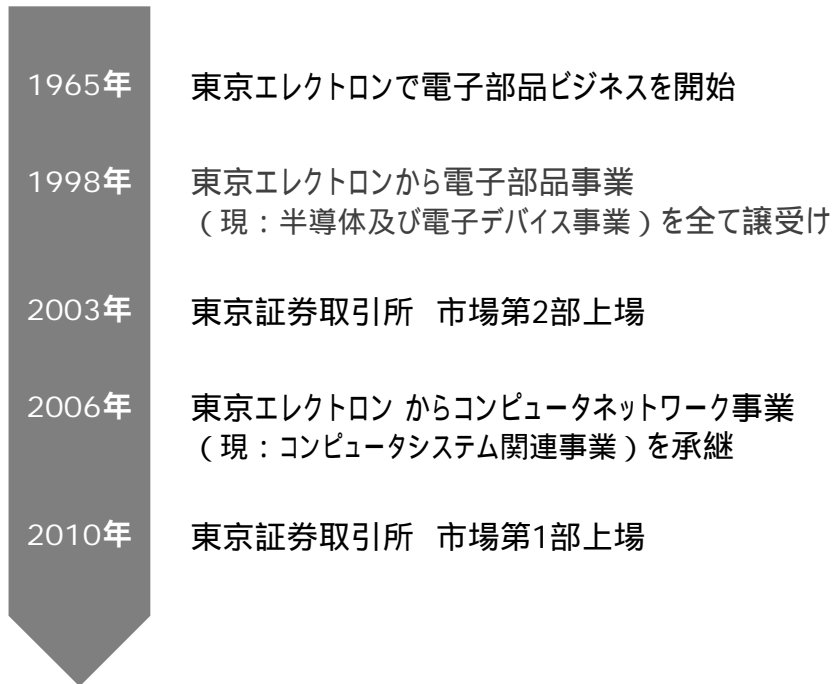 1965年 東京エレクトロンで電子部品ビジネスを開始
1998年 東京エレクトロンから電子部品事業
（現：半導体及び電子デバイス事業）を全て譲受け
2003年 東京証券取引所 市場第2部上場
2006年 東京エレクトロン からコンピュータネットワーク事業
（現：コンピュータシステム関連事業）を承継
2010年 東京証券取引所 市場第1部上場